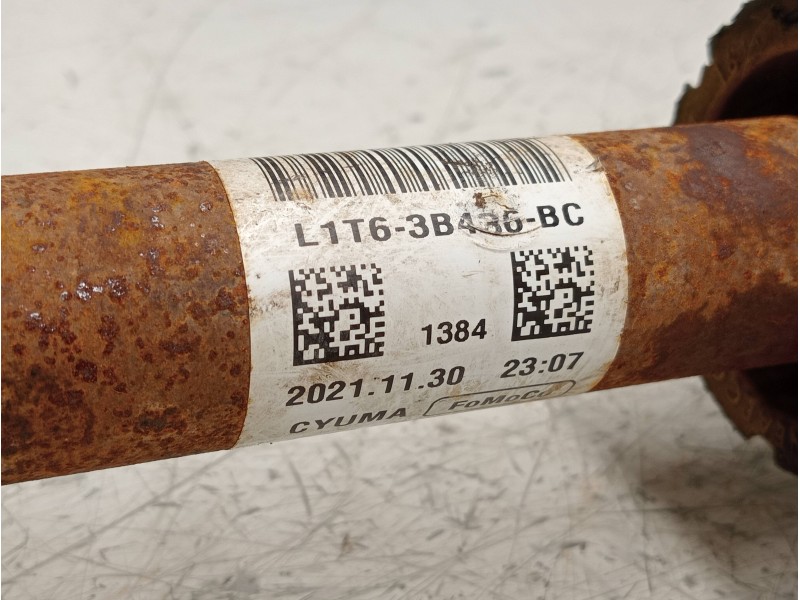 L1T6-3B436-BC
1384
2021.11.30 23:07
CYUMA FoMoCo